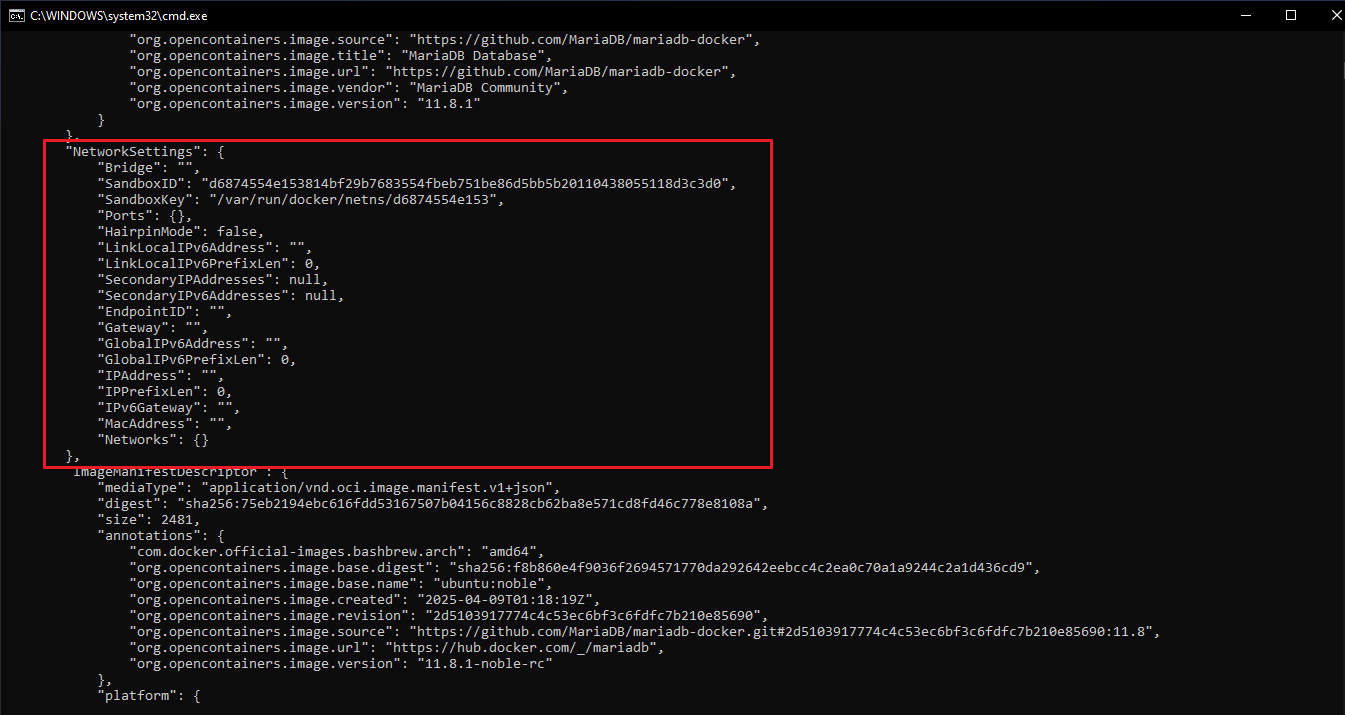 C:\WINDOWS\system32\cmd.exe
"org.opencontainers.image.source": "https://github.com/MariaDB/mariadb-docker",
"org.opencontainers.image.title": "MariaDB Database",
"org.opencontainers.image.url": "https://github.com/MariaDB/mariadb-docker",
"org.opencontainers.image.vendor": "MariaDB Community",
"org.opencontainers.image.version": "11.8.1"
}
},
"NetworkSettings": {
"Bridge": "",
"SandboxID": "d6874554e153814bf29b7683554fbeb751be86d5bb5b20110438055118d3c3d0",
"SandboxKey": "/var/run/docker/netns/d6874554e153",
"Ports": {},
"HairpinMode": false,
"LinkLocalIPv6Address": "",
"LinkLocalIPv6PrefixLen": 0,
"SecondaryIPAddresses": null,
"SecondaryIPv6Addresses": null,
"EndpointID": "",
"Gateway": "",
"GlobalIPv6Address": "",
"GlobalIPv6PrefixLen": 0,
"IPAddress": "",
"IPPrefixLen": 0,
"IPv6Gateway": "",
"MacAddress": "",
"Networks": {}
},
"ImageManifestDescriptor": {
"mediaType": "application/vnd.oci.image.manifest.v1+json",
"digest": "sha256:75eb2194ebc616fdd53167507b04156c8828cb62ba8e571cd8fd46c778e8108a",
"size": 2481,
"annotations": {
"com.docker.official-images.bashbrew.arch": "amd64",
"org.opencontainers.image.base.digest": "sha256:f8b860e4f9036f2694571770da292642eebcc4c2ea0c70a1a9244c2a1d436cd9",
"org.opencontainers.image.base.name": "ubuntu:noble",
"org.opencontainers.image.created": "2025-04-09T01:18:19Z",
"org.opencontainers.image.revision": "2d5103917774c4c53ec6bf3c6fdfc7b210e85690",
"org.opencontainers.image.source": "https://github.com/MariaDB/mariadb-docker.git#2d5103917774c4c53ec6bf3c6fdfc7b210e85690:11.8",
"org.opencontainers.image.url": "https://hub.docker.com/_/mariadb",
"org.opencontainers.image.version": "11.8.1-noble-rc"
},
"platform": {